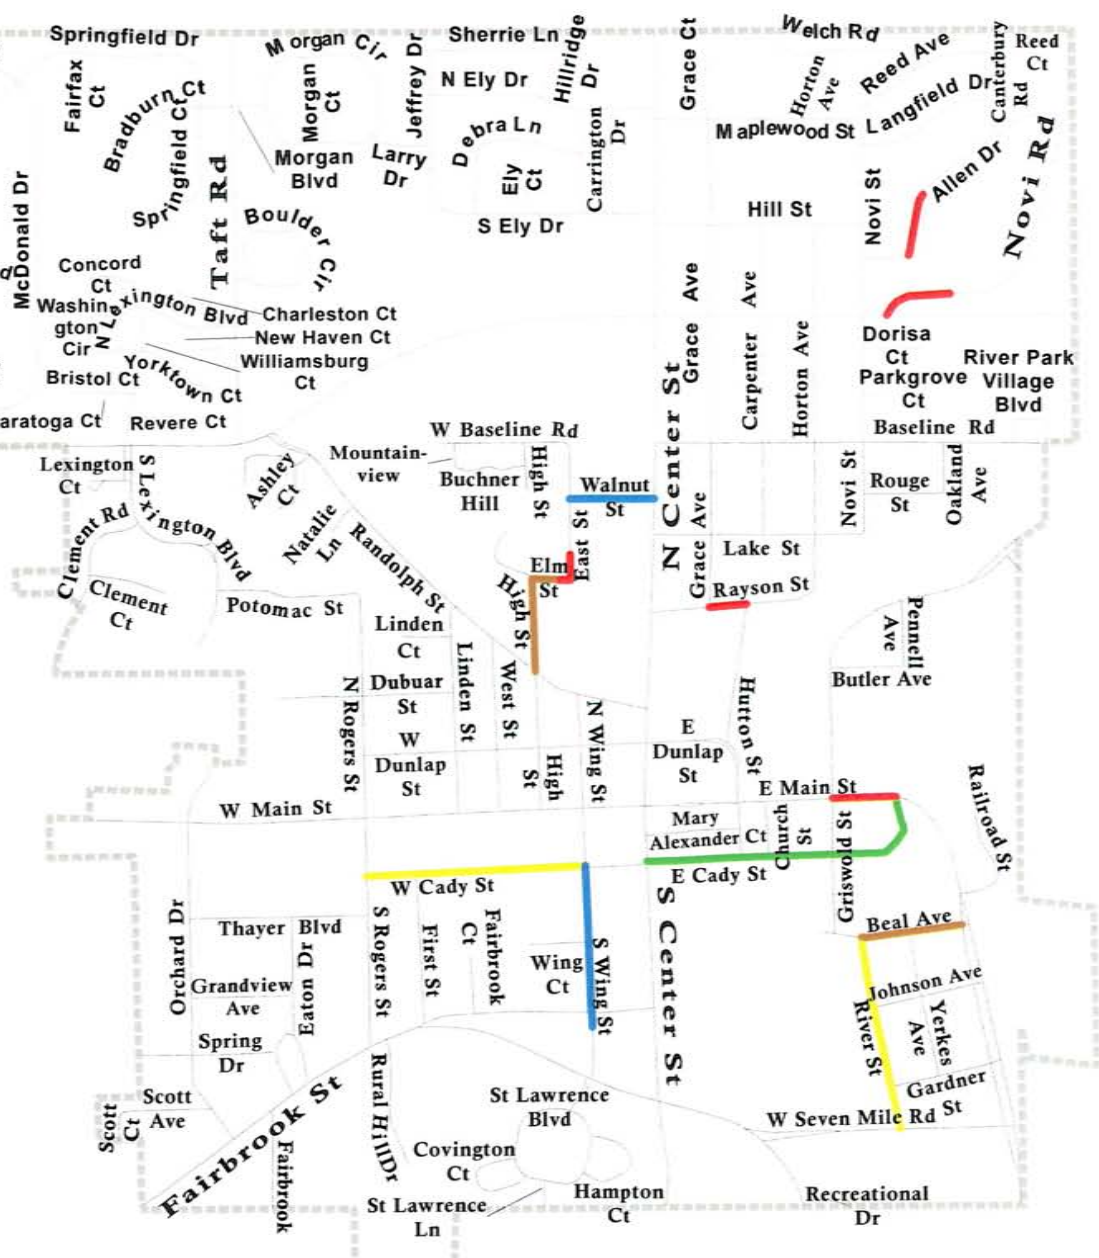 Springfield Dr
Morgan Cir
Jeffrey Dr
Sherrie Ln
Hillridge
Dr
Grace Ct
Welch Rd
Reed Ave
Canterbury
Rd
Reed
Ct
Fairfax
Ct
Bradburn Ct
Springfield Ct
Morgan
Ct
N Ely Dr
Horton
Ave
Langfield Dr
Maplewood St
Debra Ln
Carrington
Dr
Morgan
Blvd
Larry
Dr
Ely
Ct
S Ely Dr
Allen Dr
Novi Rd
Novi St
Hill St
McDonald Dr
Taft Rd
Boulder Cir
Concord
Ct
Washin-
gton
Cir
N Lexington Blvd
Charleston Ct
New Haven Ct
Williamsburg
Ct
Yorktown Ct
Bristol Ct
aratoga Ct
Revere Ct
Grace Ave
Carpenter Ave
Horton Ave
Dorisa
Ct
Parkgrove
Ct
River Park
Village
Blvd
N Center St
W Baseline Rd
Baseline Rd
Lexington
Ct
S Lexington Blvd
Ashley
Ct
Mountain-
view
Buchner
Hill
High St
Walnut
St
Novi St
Rouge
St
Oakland
Ave
Clement Rd
Natalie
Ln
Randolph St
East St
Grace Ave
Lake St
Elm
St
Rayson St
Clement
Ct
Potomac St
High St
Linden
Ct
Linden St
West St
Pennell
Ave
Butler Ave
N Rogers St
Dubuar
St
N Wing St
Hutton St
W
Dunlap
St
High
St
E
Dunlap
St
W Main St
E Main St
Railroad St
Mary
Alexander Ct
Church
St
Griswold St
W Cady St
E Cady St
Orchard Dr
Thayer Blvd
Eaton Dr
S Rogers St
First St
Fairbrook
Ct
S Wing St
Wing
Ct
S Center St
Beal Ave
Grandview
Ave
Johnson Ave
River St
Yerkes
Ave
Spring
Dr
Gardner
St
Scott
Ave
Scott
Ct
Fairbrook St
Rural Hill Dr
St Lawrence
Blvd
W Seven Mile Rd
Fairbrook
Covington
Ct
St Lawrence
Ln
Hampton
Ct
Recreational
Dr